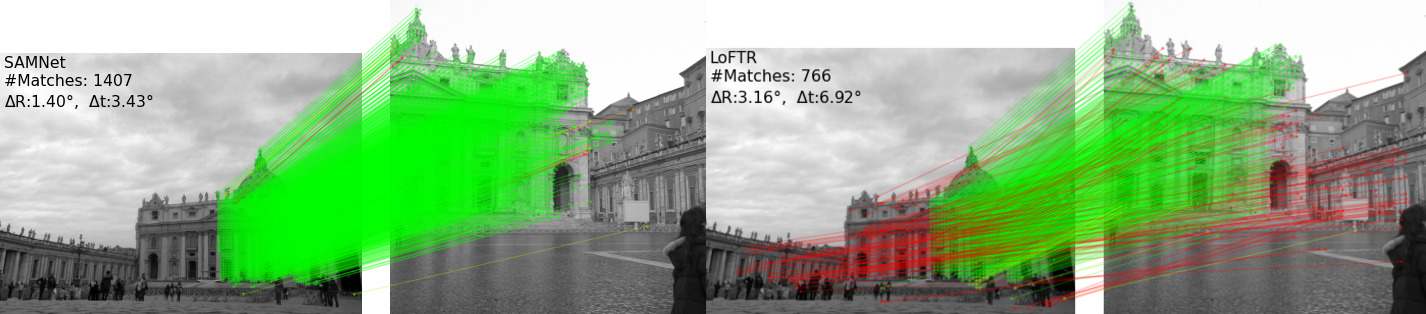 SAMNet
#Matches: 1407
ΔR:1.40°, Δt:3.43°
LoFTR
#Matches: 766
ΔR:3.16°, Δt:6.92°